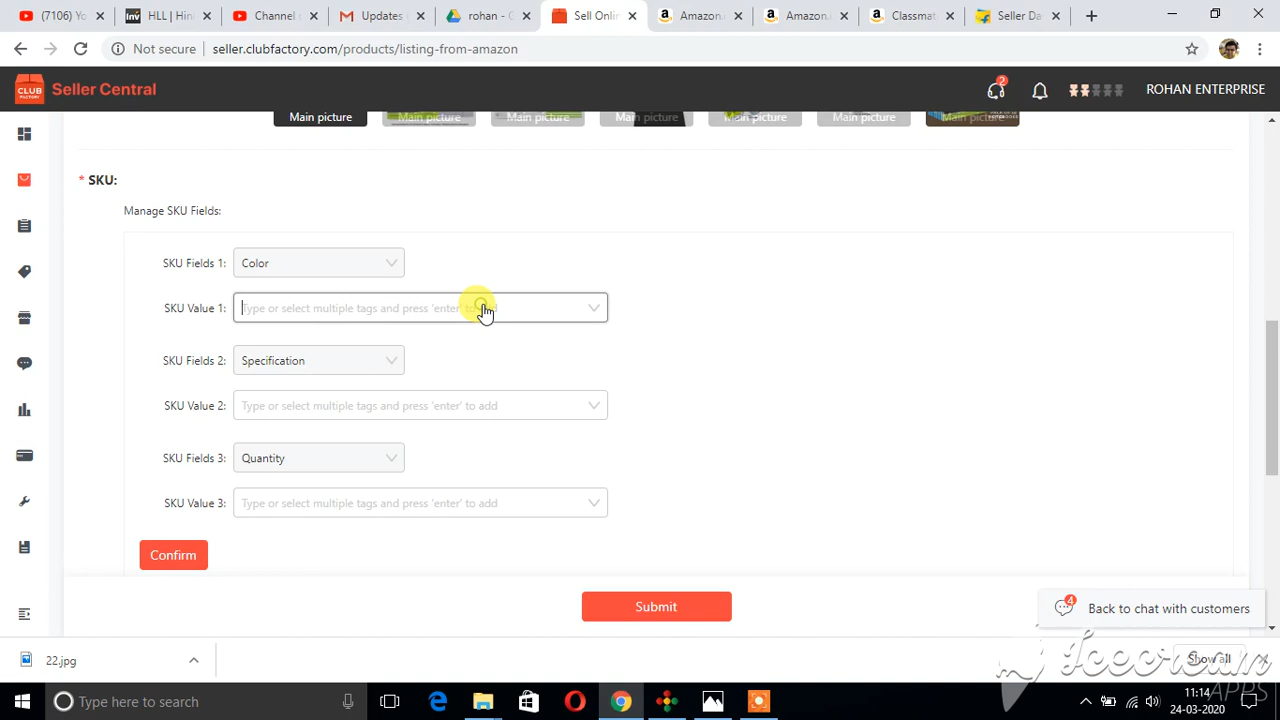 (7106) Yo
HLL | Hin
Channel
Updates
rohan - G
Sell Onlin
Amazon.
Amazon.
Classmat
Seller Da
Not secure
seller.clubfactory.com/products/listing-from-amazon
CLUB FACTORY
Seller Central
2
ROHAN ENTERPRISE
Main picture
Main picture
Main picture
Main picture
Main picture
Main picture
Main picture
* SKU:
Manage SKU Fields:
SKU Fields 1:
Color
SKU Value 1:
Type or select multiple tags and press 'enter' to add
SKU Fields 2:
Specification
SKU Value 2:
Type or select multiple tags and press 'enter' to add
SKU Fields 3:
Quantity
SKU Value 3:
Type or select multiple tags and press 'enter' to add
Confirm
Submit
4
Back to chat with customers
22.jpg
Show all
Icecream
APPS
Type here to search
11:14
24-03-2020